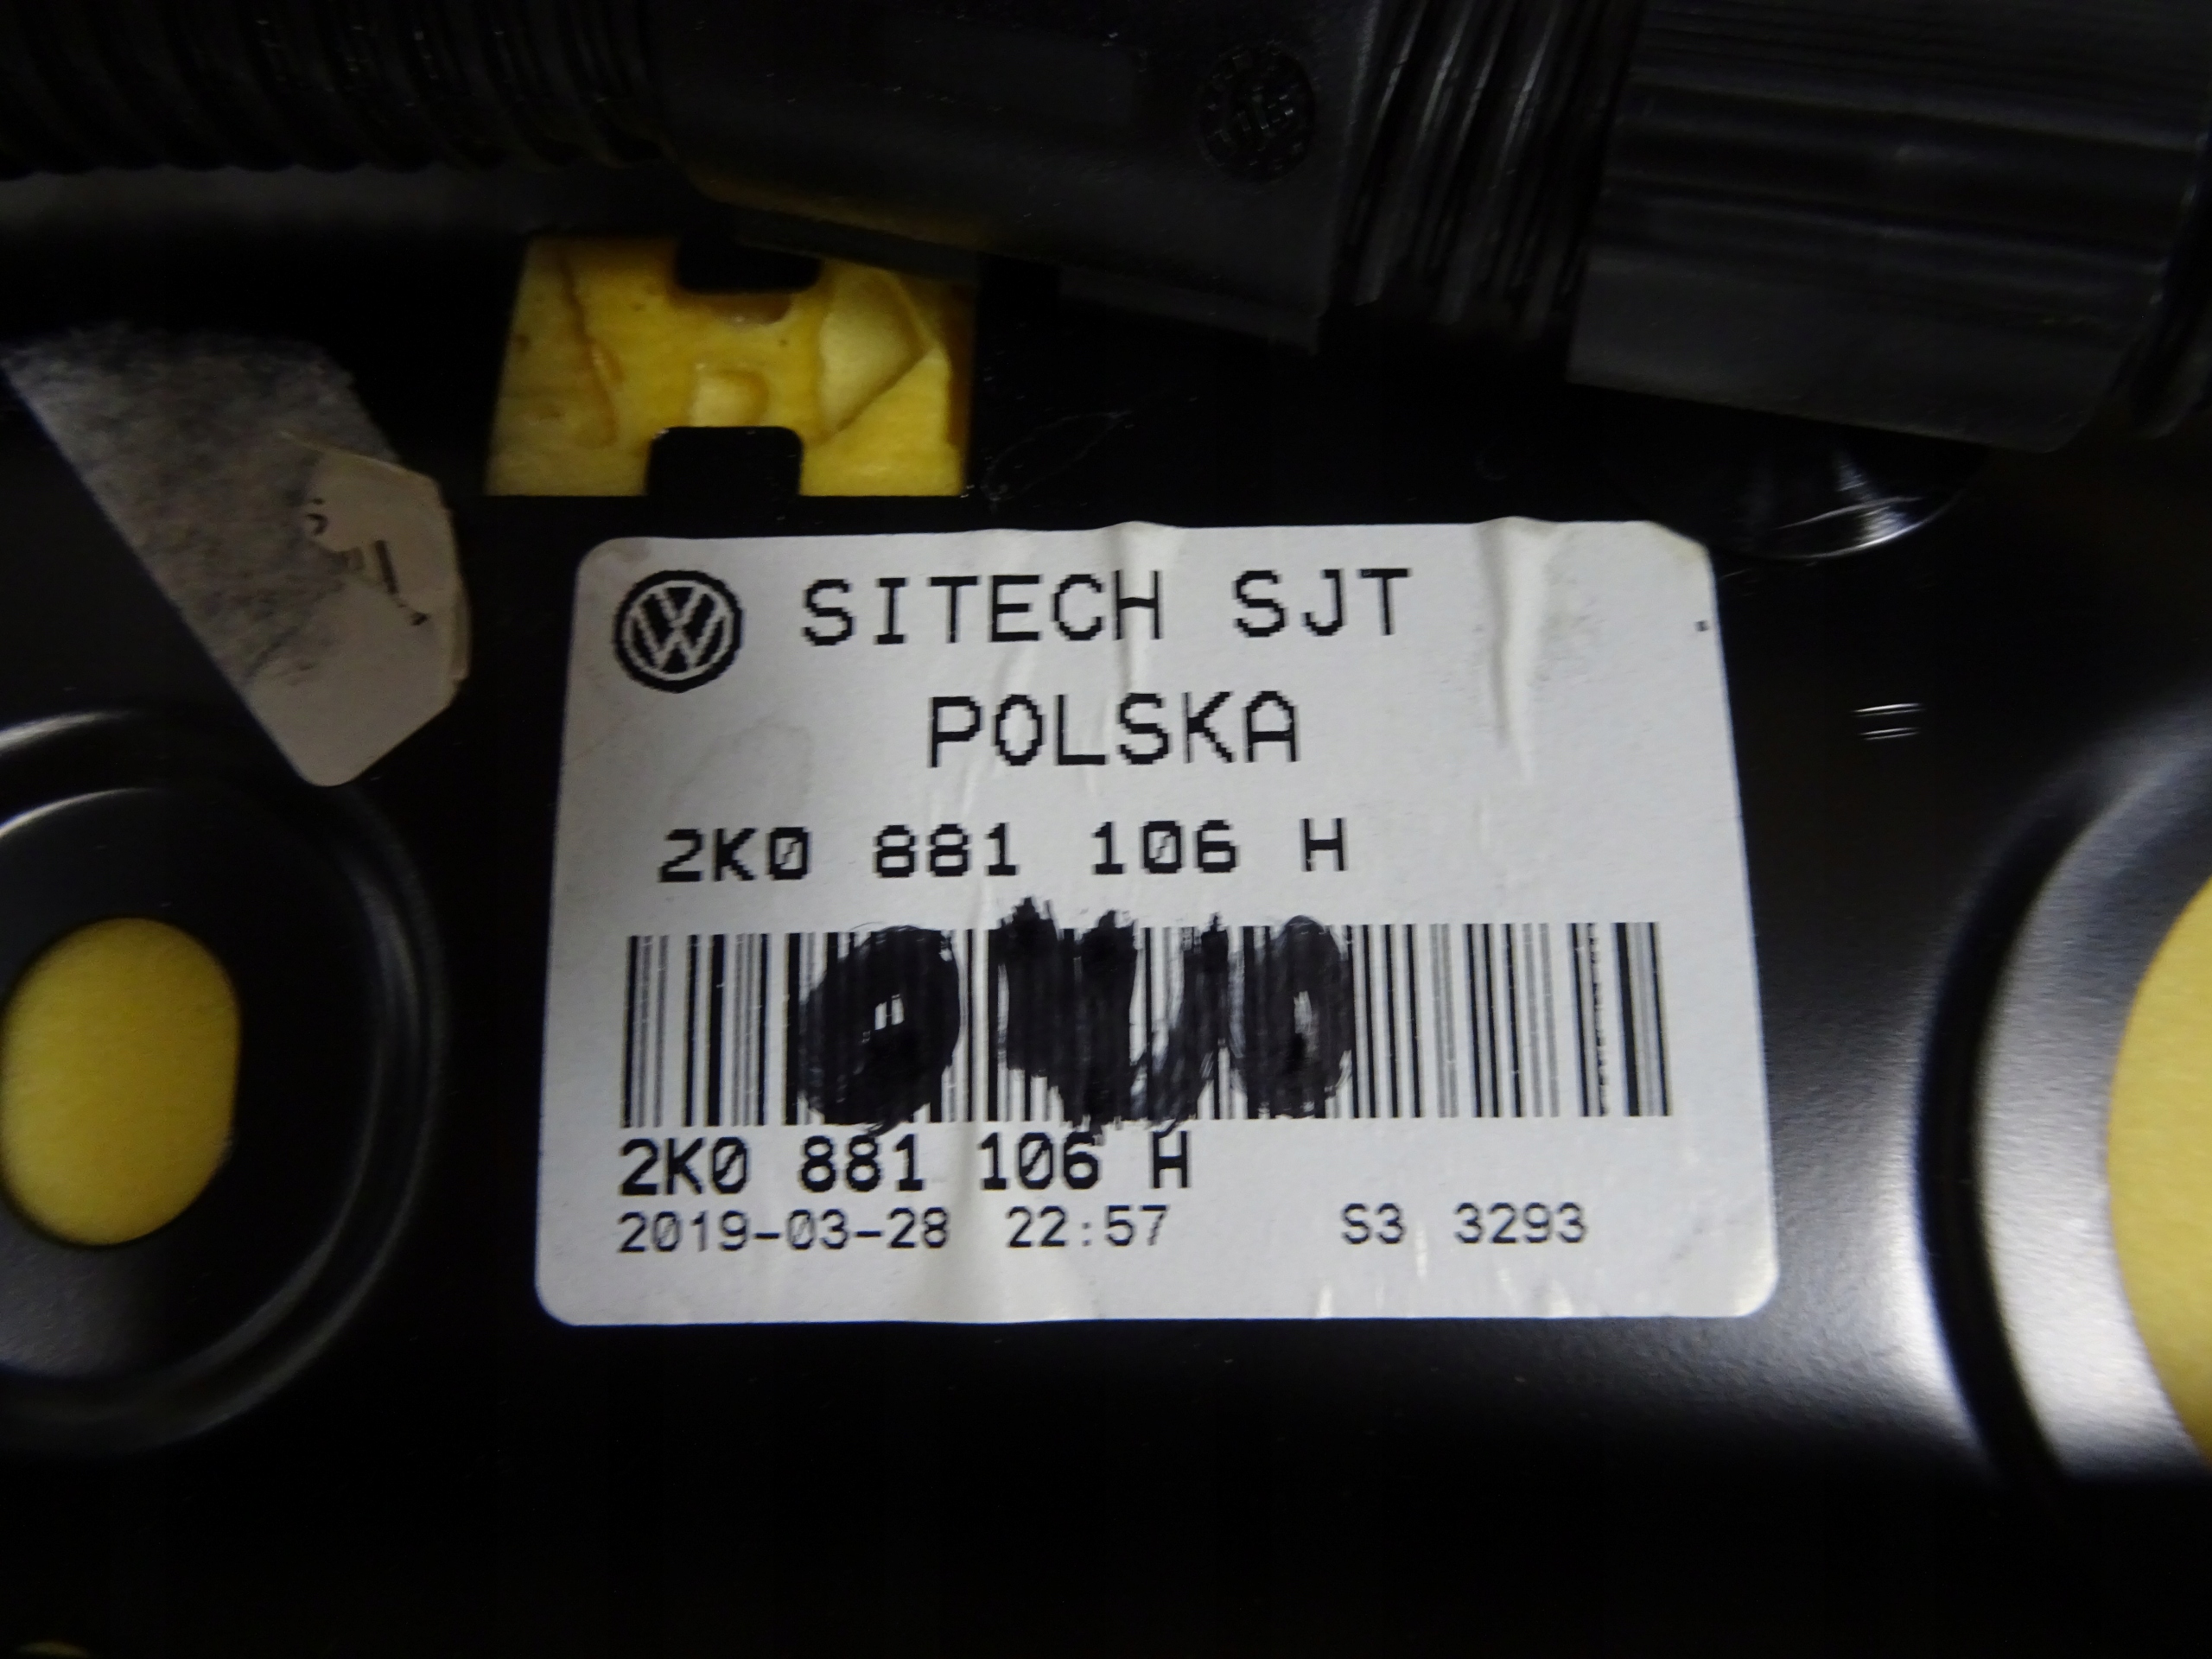 SITECH SJT
POLSKA
2K0 881 106 H
2K0 881 106 H
2019-03-28 22:57 S3 3293